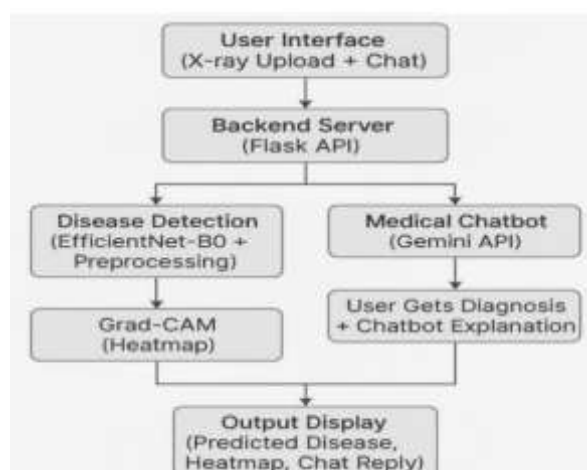 User Interface
(X-ray Upload + Chat)
Backend Server
(Flask API)
Disease Detection
(EfficientNet-B0 +
Preprocessing)
Medical Chatbot
(Gemini API)
Grad-CAM
(Heatmap)
User Gets Diagnosis
+ Chatbot Explanation
Output Display
(Predicted Disease,
Heatmap, Chat Reply)